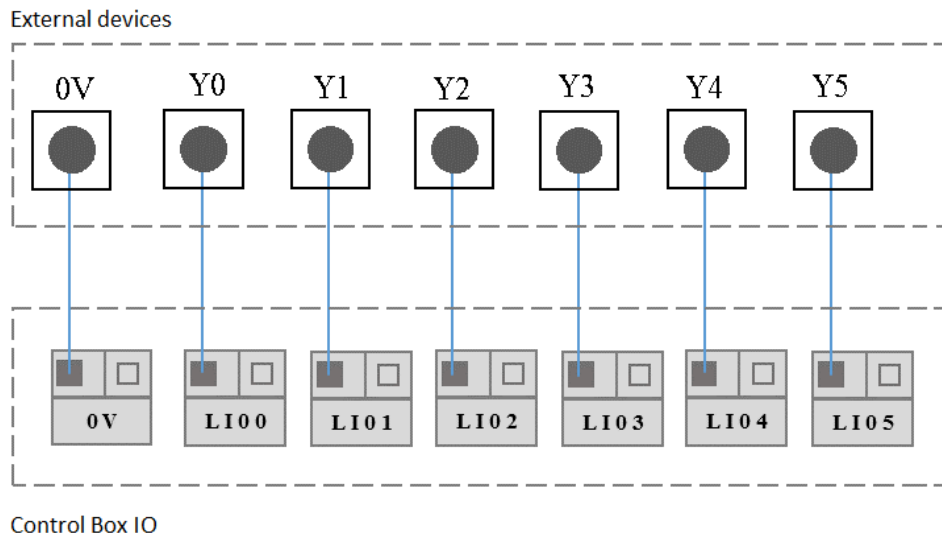 External devices
0V Y0 Y1 Y2 Y3 Y4 Y5
0V LI00 LI01 LI02 LI03 LI04 LI05
Control Box IO